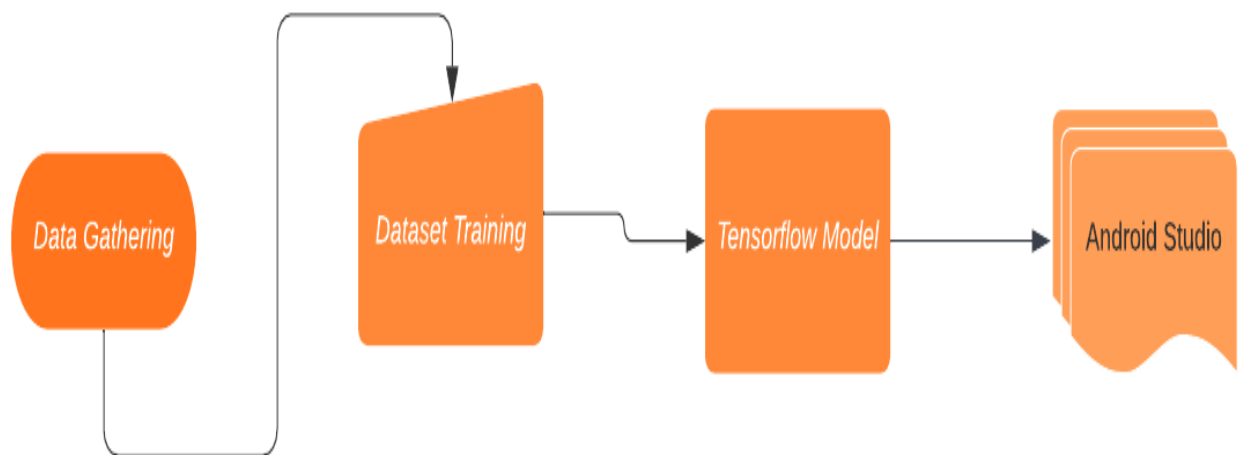 Data Gathering
Dataset Training
Tensorflow Model
Android Studio